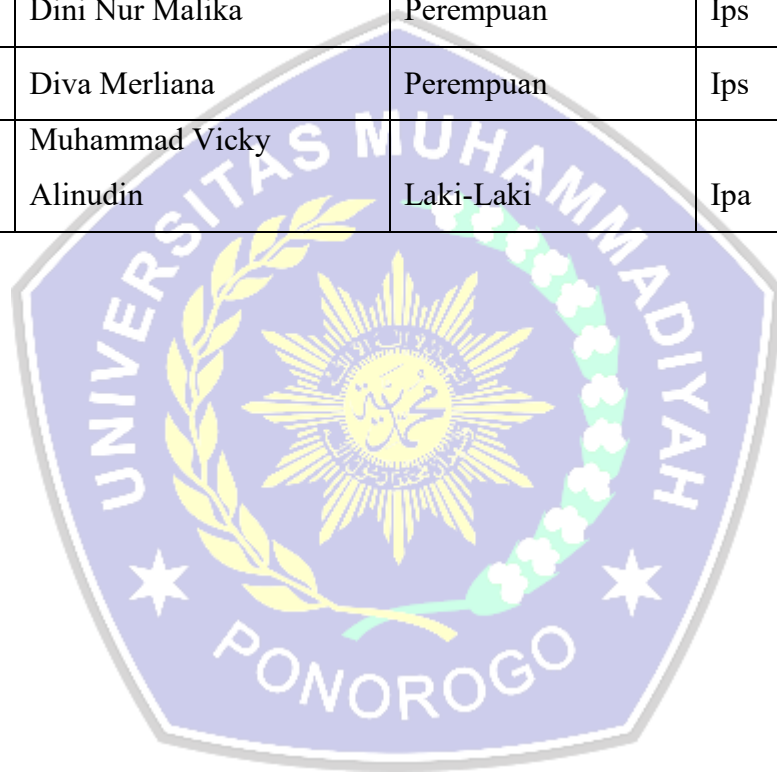 Dini Nur Malika Perempuan Ips
Diva Merliana Perempuan Ips
Muhammad Vicky
Alinudin Laki-Laki Ipa
UNIVERSITAS MUHAMMADIYAH
PONOROGO